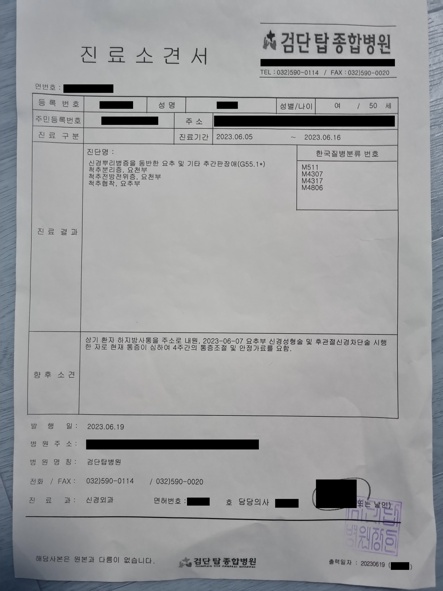 진료소견서
검단탑종합병원
TEL:032)590-0114 / FAX:032)590-0020
연번호 :
등록 번호 성명 성별/나이 여 / 50 세
주민등록번호 주소
진료 구분 진료기간 2023.06.05 ~ 2023.06.16
진료 결과
진단명 :
신경뿌리병증을 동반한 요추 및 기타 추간판장애(G55.1*)
척추분리증, 요천부
척추전방전위증, 요천부
척추협착, 요추부
한국질병분류 번호
M511
M4307
M4317
M4806
향후 소견
상기 환자 하지방사통을 주소로 내원, 2023-06-07 요추부 신경성형술 및 후관절신경차단술 시행
한 자로 현재 통증이 심하여 4주간의 통증조절 및 안정가료를 요함.
발 행 일: 2023.06.19
병원주소:
병원명칭: 검단탑병원
전화 / FAX: 032)590-0114 / 032)590-0020
진 료 과: 신경외과 면허번호: 호 담당의사 또는 날인)
해당사본은 원본과 다름이 없습니다.
검단탑종합병원
출력일자 : 20230619 (